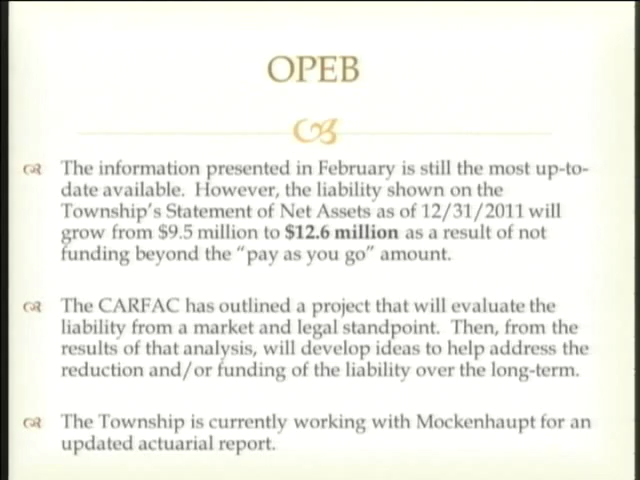 OPEB
The information presented in February is still the most up-to-
date available. However, the liability shown on the
Township's Statement of Net Assets as of 12/31/2011 will
grow from $9.5 million to $12.6 million as a result of not
funding beyond the "pay as you go" amount.
The CARFAC has outlined a project that will evaluate the
liability from a market and legal standpoint. Then, from the
results of that analysis, will develop ideas to help address the
reduction and/or funding of the liability over the long-term.
The Township is currently working with Mockenhaupt for an
updated actuarial report.